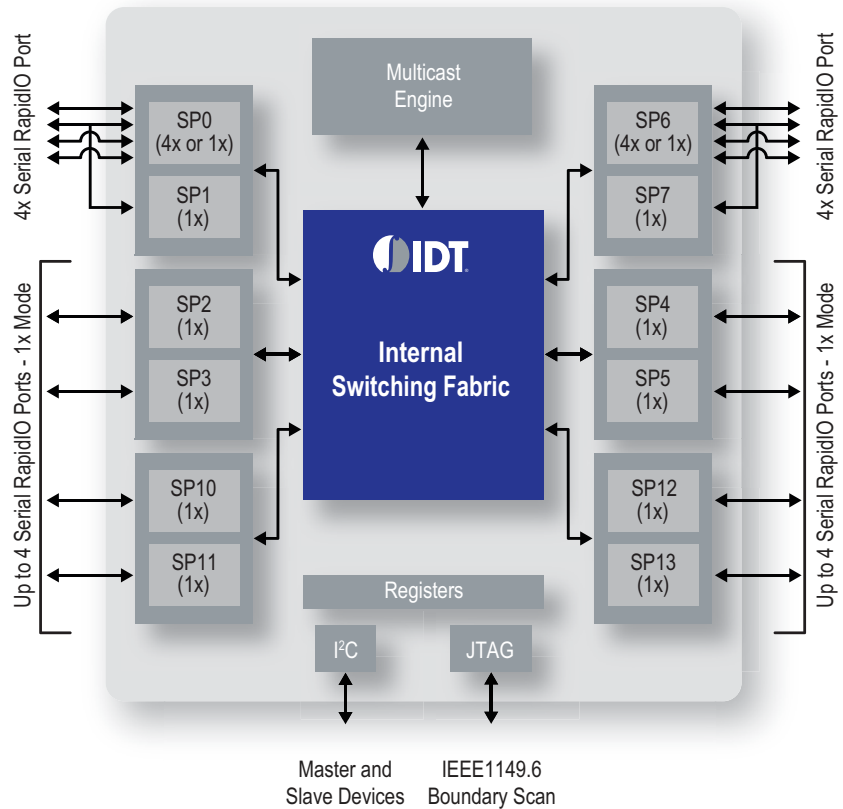 Multicast
Engine
4x Serial RapidIO Port
SP0
(4x or 1x)
SP1
(1x)
SP6
(4x or 1x)
SP7
(1x)
4x Serial RapidIO Port
IDT
Internal
Switching Fabric
Up to 4 Serial RapidIO Ports - 1x Mode
SP2
(1x)
SP3
(1x)
SP10
(1x)
SP11
(1x)
SP4
(1x)
SP5
(1x)
SP12
(1x)
SP13
(1x)
Up to 4 Serial RapidIO Ports - 1x Mode
Registers
I²C
JTAG
Master and
Slave Devices
IEEE1149.6
Boundary Scan